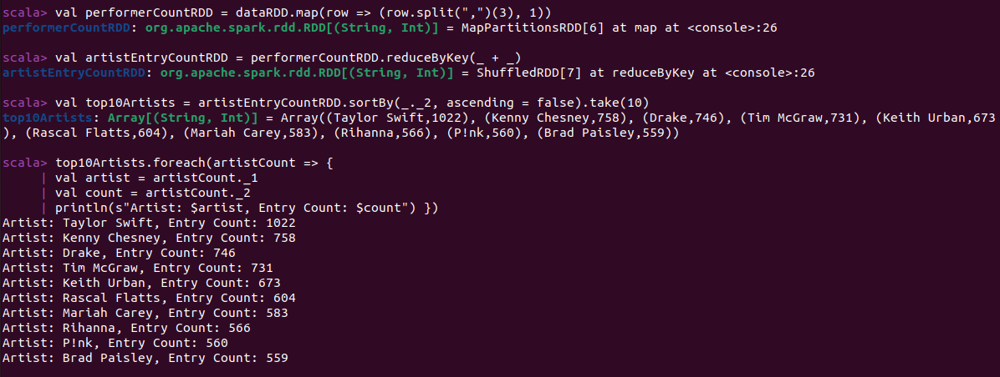 scala> val performerCountRDD = dataRDD.map(row => (row.split(",")(3), 1))
performerCountRDD: org.apache.spark.rdd.RDD[(String, Int)] = MapPartitionsRDD[6] at map at <console>:26
scala> val artistEntryCountRDD = performerCountRDD.reduceByKey(_ + _)
artistEntryCountRDD: org.apache.spark.rdd.RDD[(String, Int)] = ShuffledRDD[7] at reduceByKey at <console>:26
scala> val top10Artists = artistEntryCountRDD.sortBy(_._2, ascending = false).take(10)
top10Artists: Array[(String, Int)] = Array((Taylor Swift,1022), (Kenny Chesney,758), (Drake,746), (Tim McGraw,731), (Keith Urban,673
), (Rascal Flatts,604), (Mariah Carey,583), (Rihanna,566), (P!nk,560), (Brad Paisley,559))
scala> top10Artists.foreach(artistCount => {
     | val artist = artistCount._1
     | val count = artistCount._2
     | println(s"Artist: $artist, Entry Count: $count") })
Artist: Taylor Swift, Entry Count: 1022
Artist: Kenny Chesney, Entry Count: 758
Artist: Drake, Entry Count: 746
Artist: Tim McGraw, Entry Count: 731
Artist: Keith Urban, Entry Count: 673
Artist: Rascal Flatts, Entry Count: 604
Artist: Mariah Carey, Entry Count: 583
Artist: Rihanna, Entry Count: 566
Artist: P!nk, Entry Count: 560
Artist: Brad Paisley, Entry Count: 559